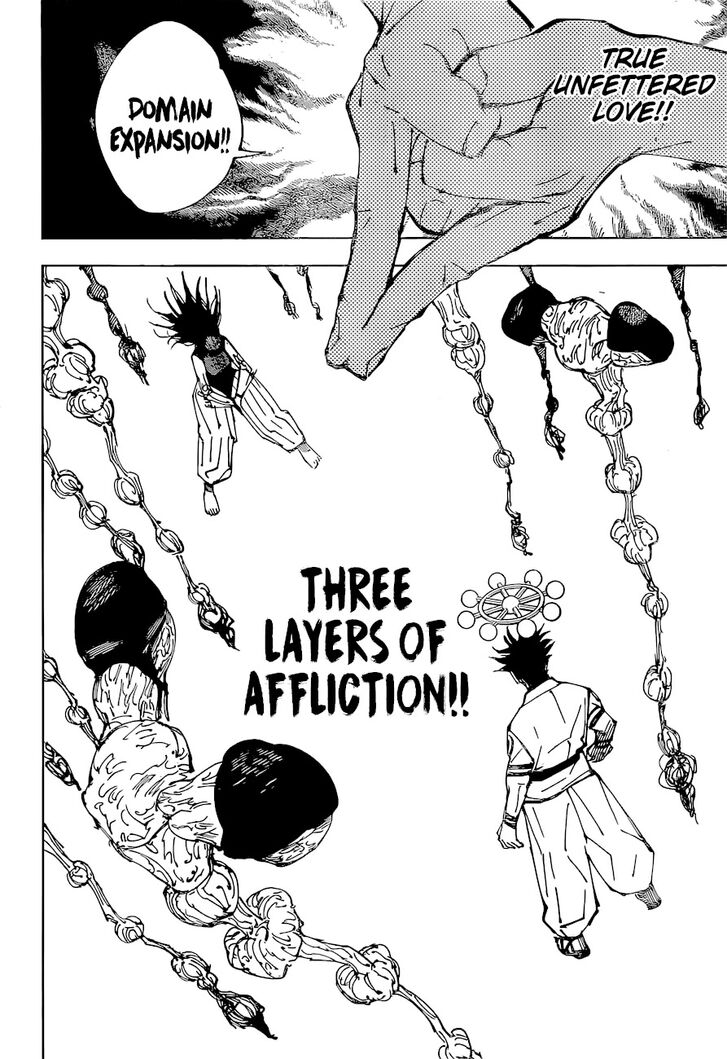 DOMAIN
EXPANSION!!
TRUE
UNFETTERED
LOVE!!
THREE
LAYERS OF
AFFLICTION!!